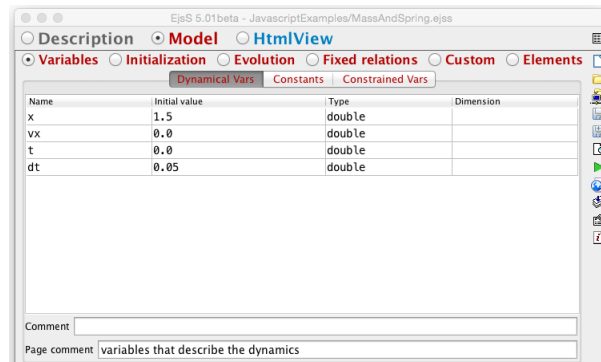 EjsS 5.01beta - JavascriptExamples/MassAndSpring.ejss
Description Model HtmlView
Variables Initialization Evolution Fixed relations Custom Elements
Dynamical Vars Constants Constrained Vars
Name Initial value Type Dimension
x 1.5 double
vx 0.0 double
t 0.0 double
dt 0.05 double
Comment
Page comment variables that describe the dynamics